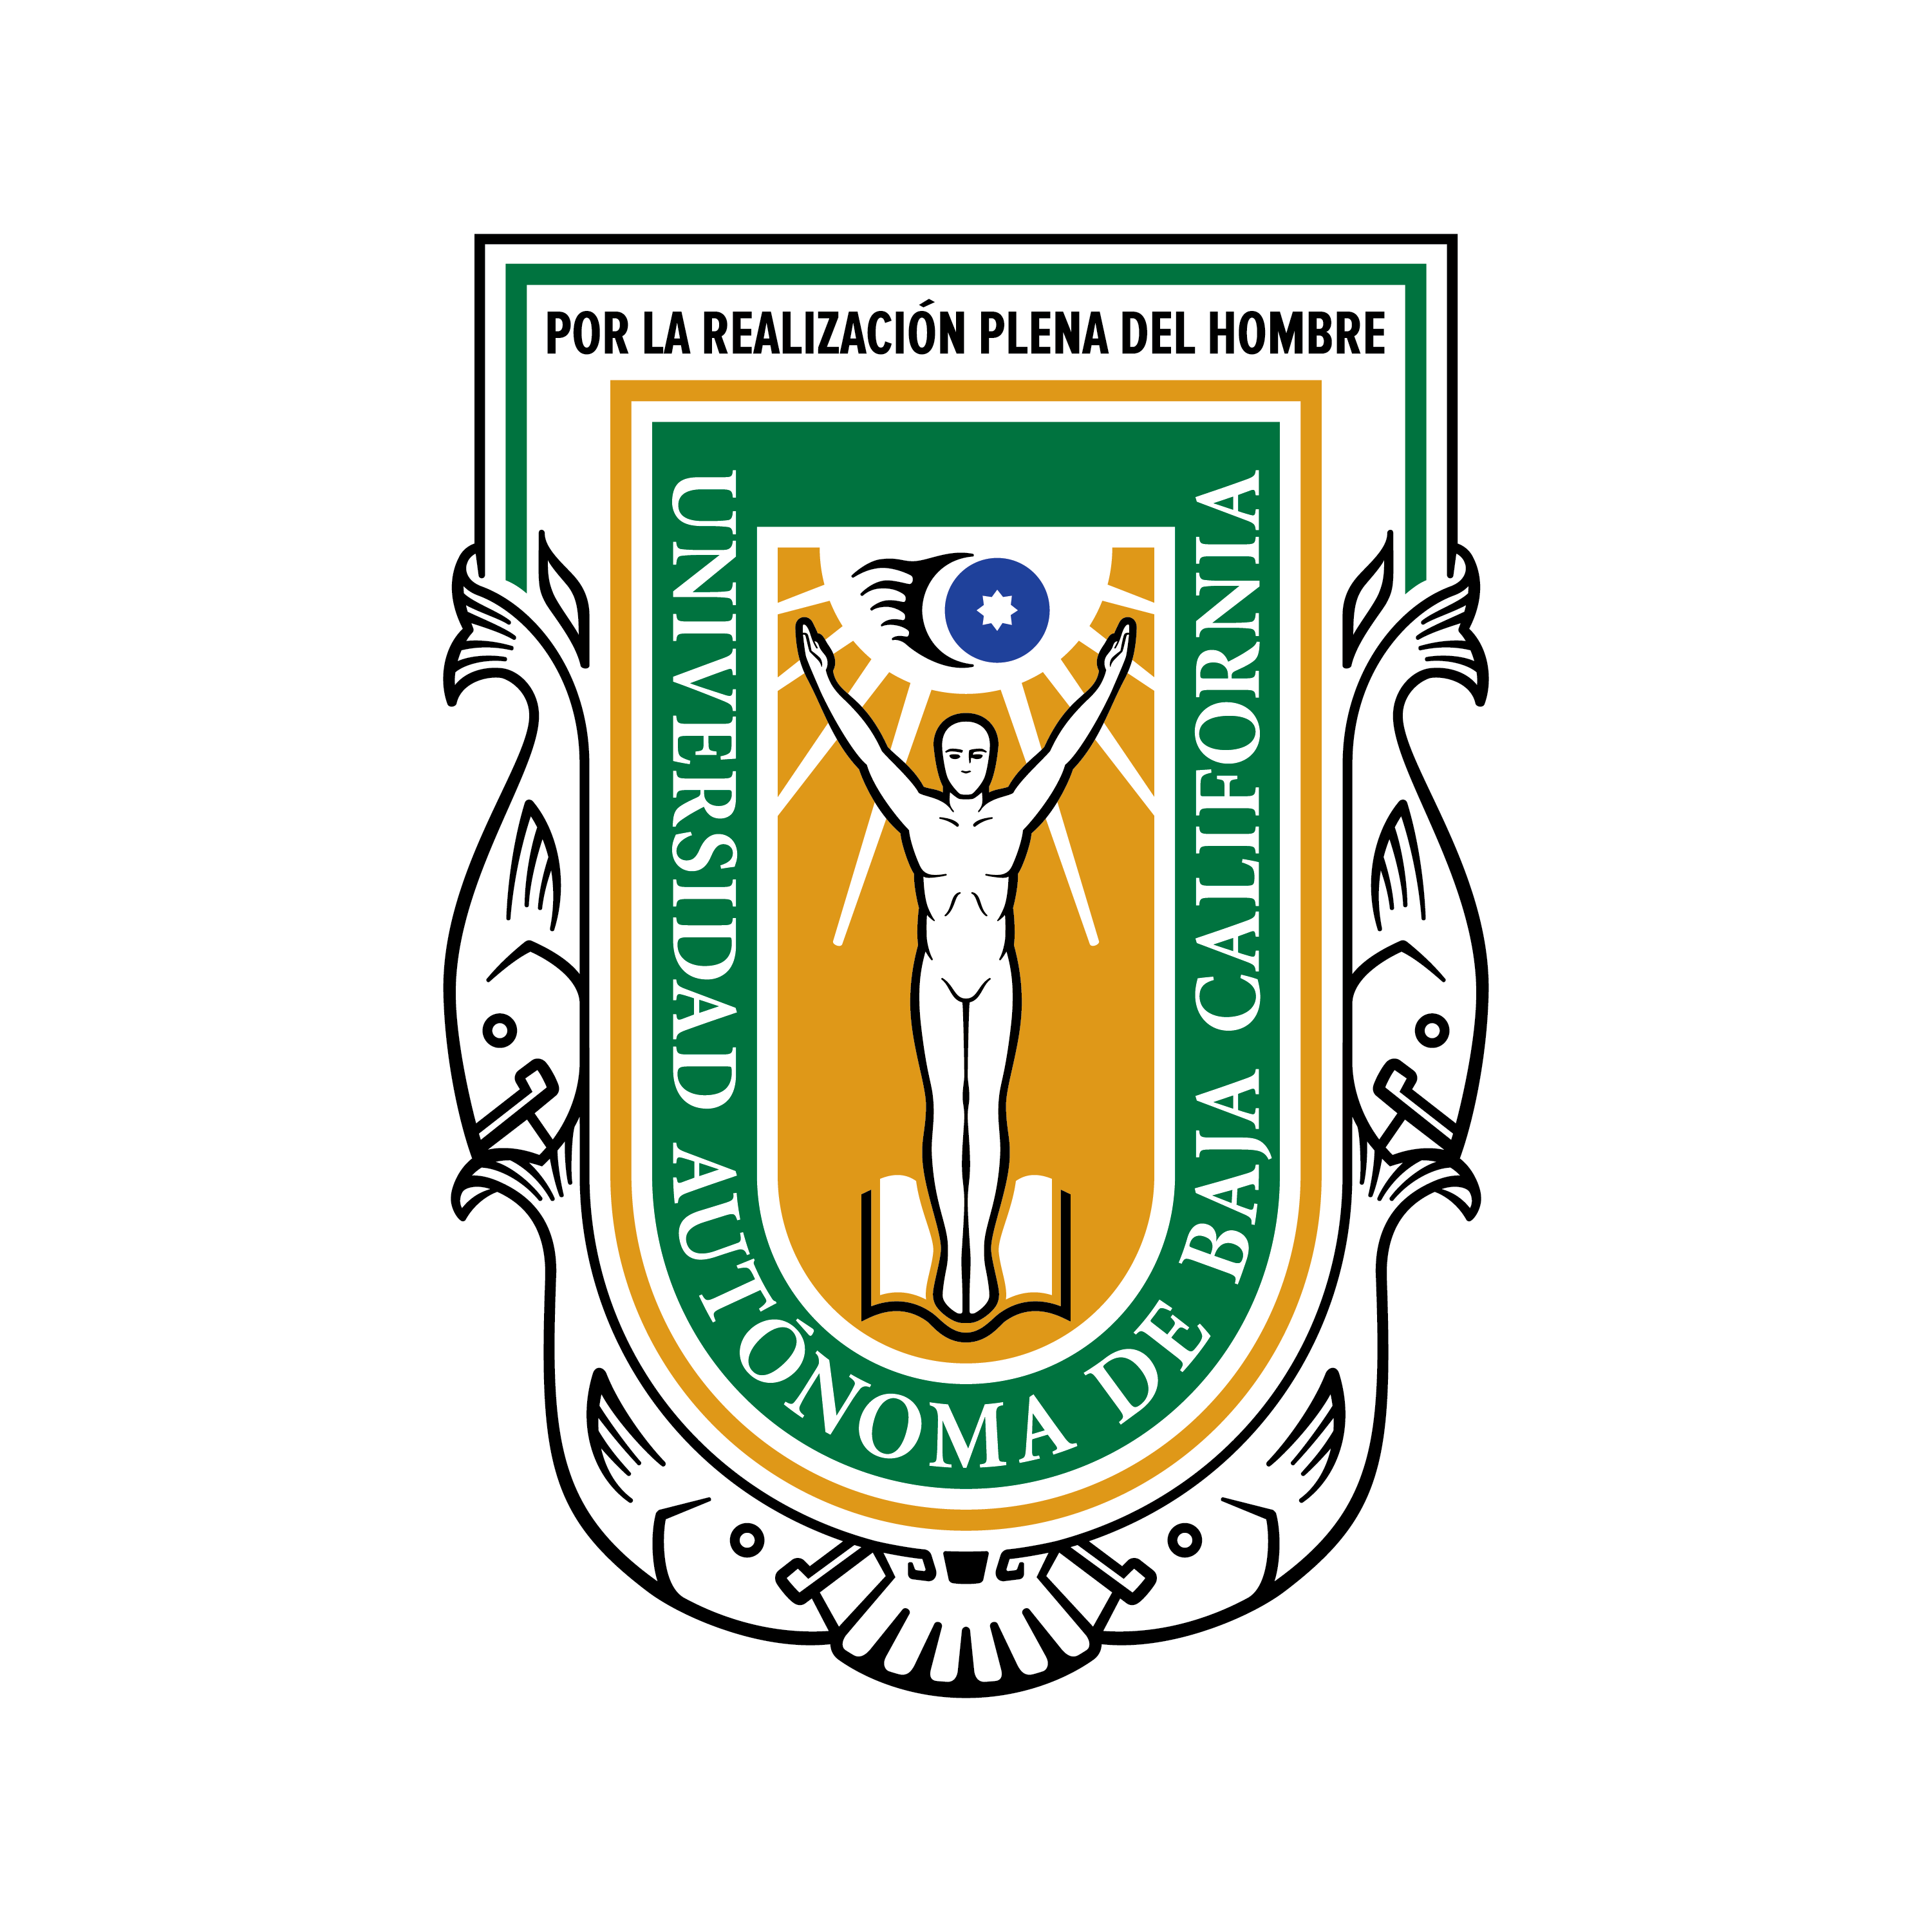 POR LA REALIZACIÓN PLENA DEL HOMBRE
UNIVERSIDAD AUTÓNOMA DE BAJA CALIFORNIA